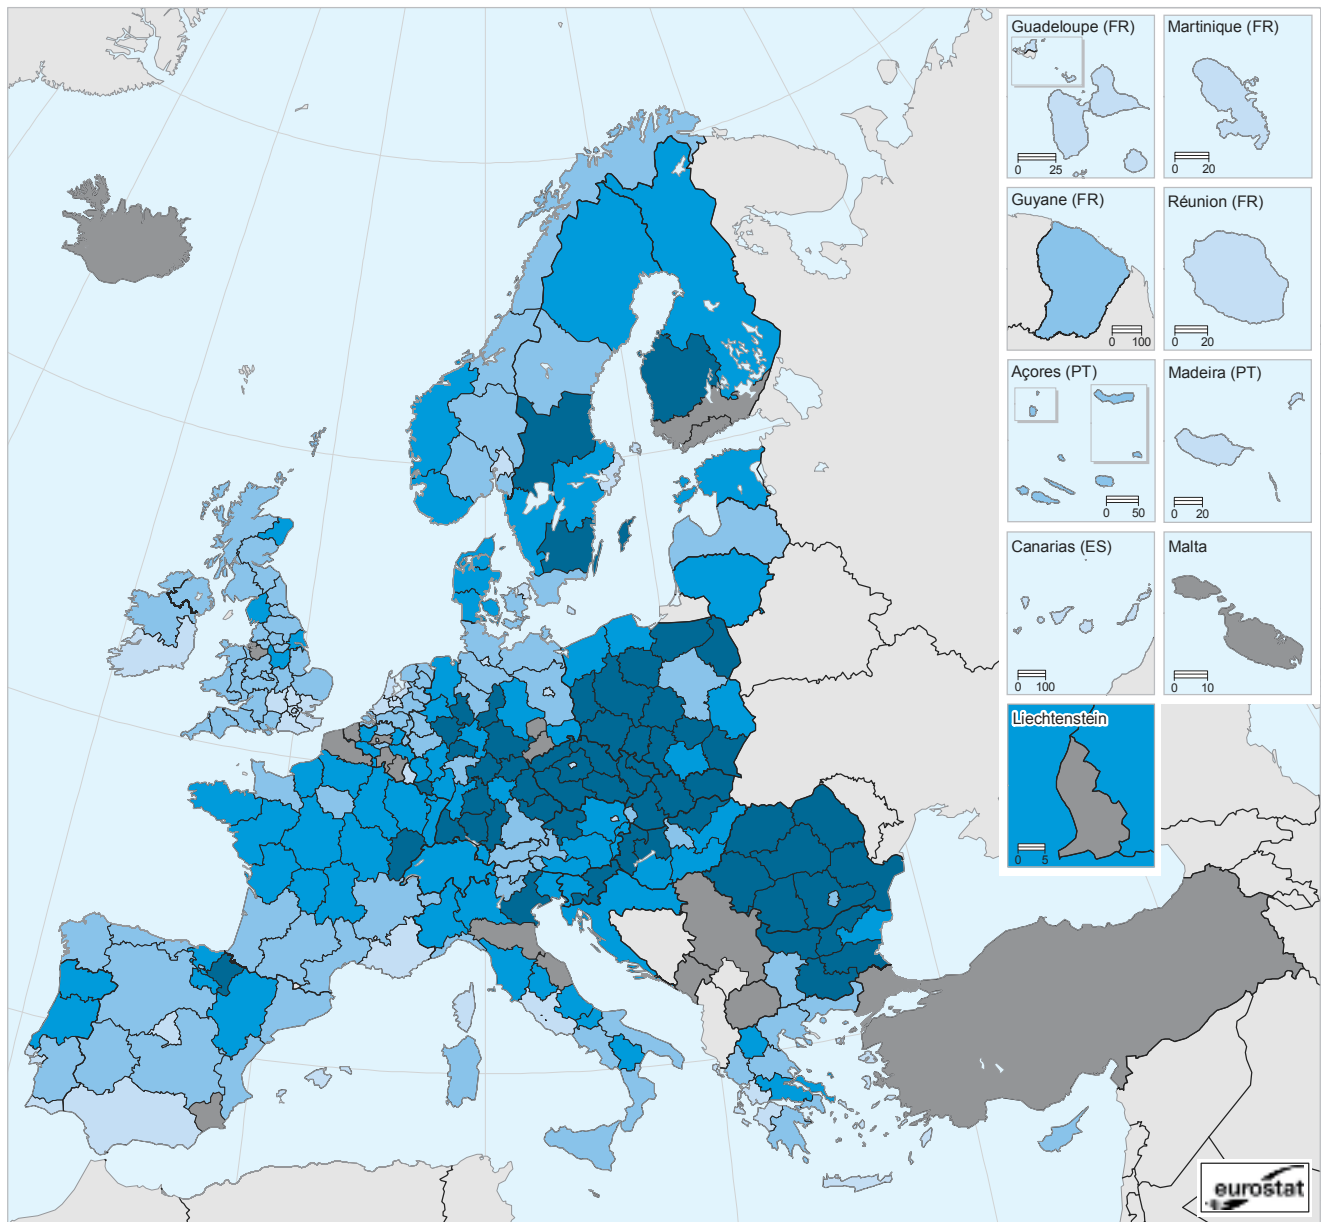 Guadeloupe (FR)
0 25
Martinique (FR)
0 20
Guyane (FR)
0 100
Réunion (FR)
0 20
Açores (PT)
0 50
Madeira (PT)
0 20
Canarias (ES)
0 100
Malta
0 10
Liechtenstein
0 5
eurostat